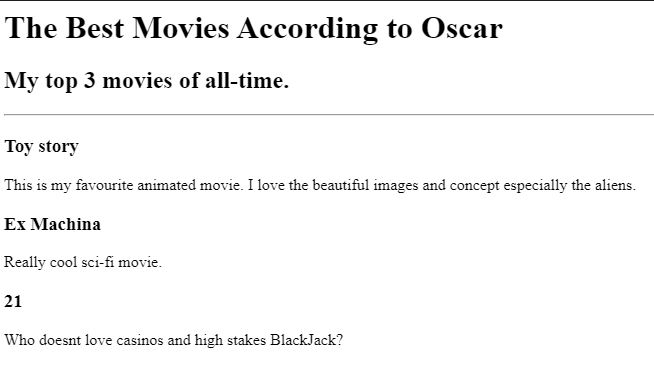 The Best Movies According to Oscar
My top 3 movies of all-time.
Toy story
This is my favourite animated movie. I love the beautiful images and concept especially the aliens.
Ex Machina
Really cool sci-fi movie.
21
Who doesnt love casinos and high stakes BlackJack?